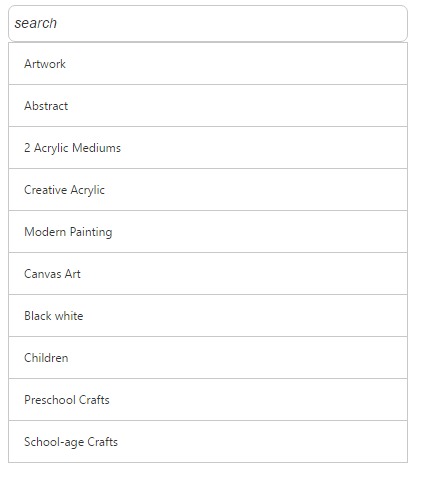 search
Artwork
Abstract
2 Acrylic Mediums
Creative Acrylic
Modern Painting
Canvas Art
Black white
Children
Preschool Crafts
School-age Crafts